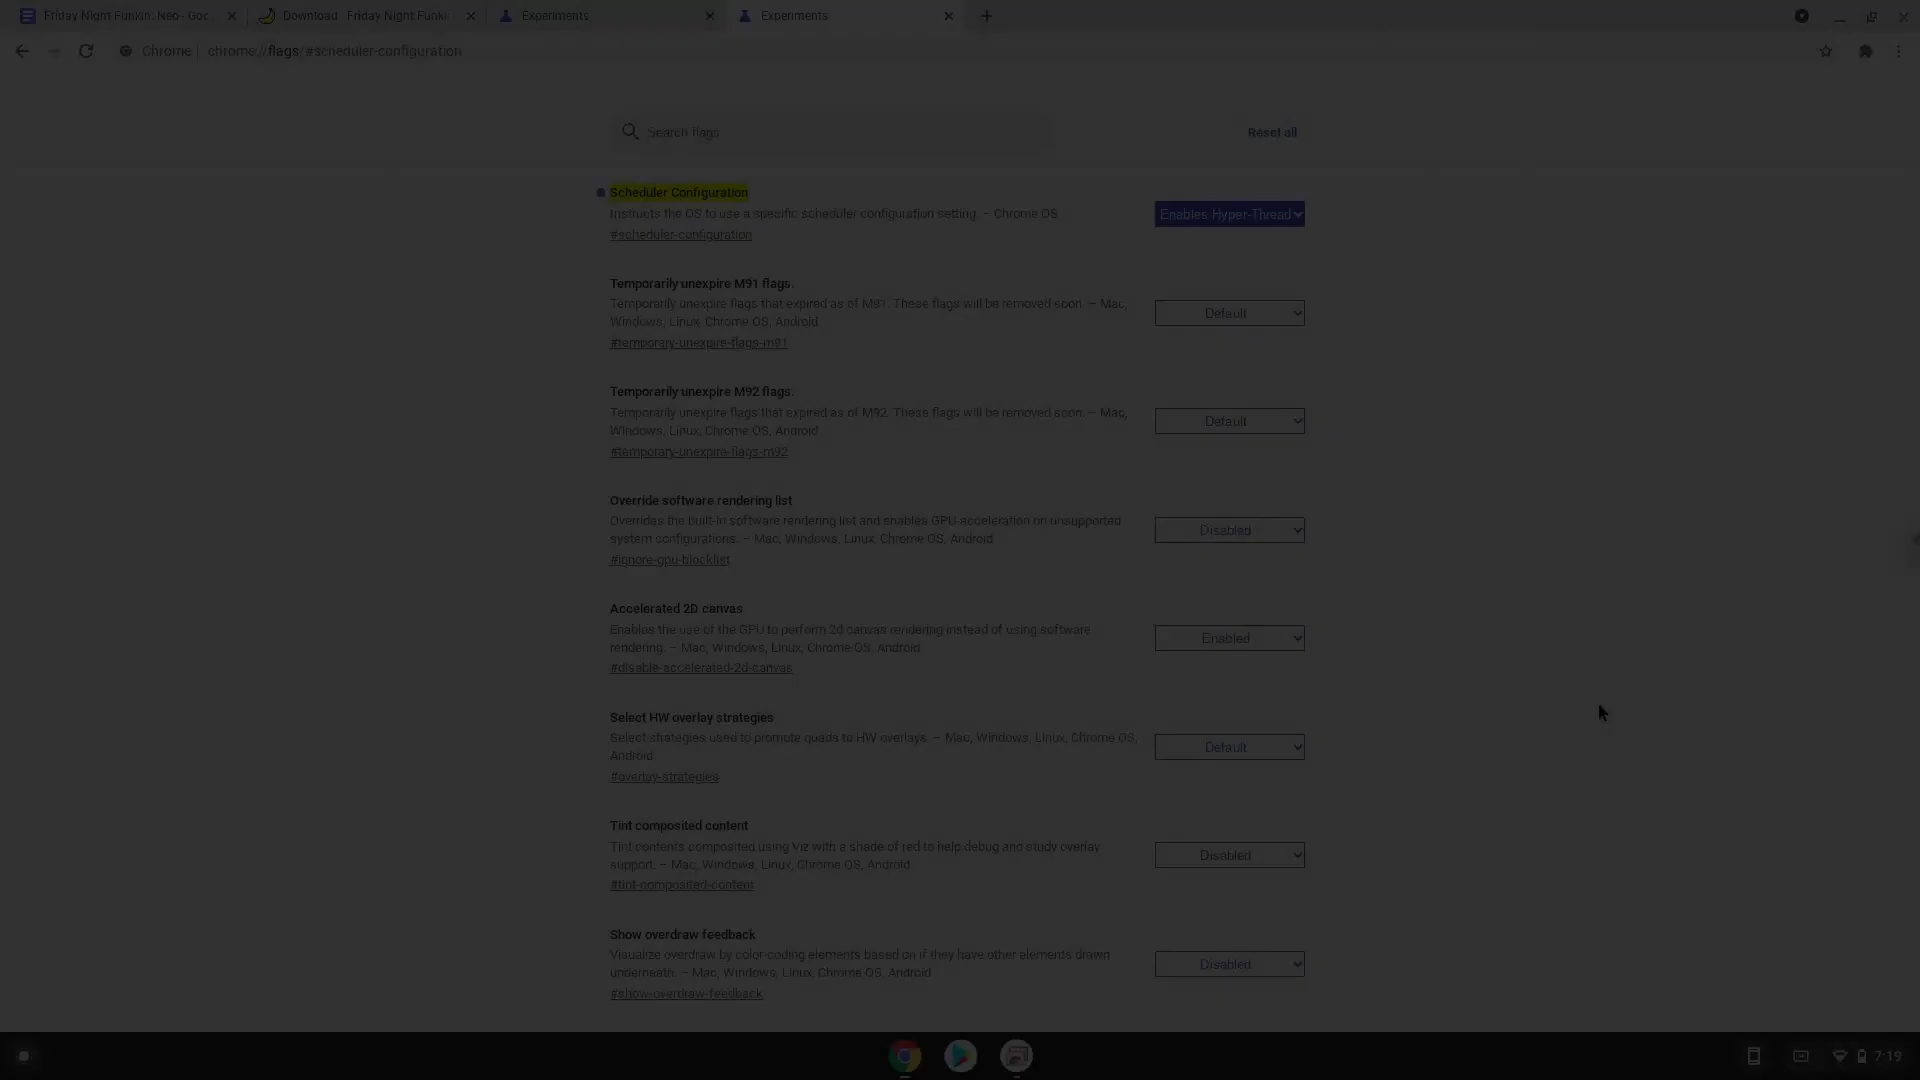 Friday Night Funkin: Neo - Goo
Download - Friday Night Funki
Experiments
Experiments
Chrome | chrome://flags/#scheduler-configuration
Search flags
Reset all
Scheduler Configuration
Instructs the OS to use a specific scheduler configuration setting. – Chrome OS
#scheduler-configuration
Enables Hyper-Thread
Temporarily unexpire M91 flags.
Temporarily unexpire flags that expired as of M91. These flags will be removed soon. – Mac,
Windows, Linux, Chrome OS, Android
#temporary-unexpire-flags-m91
Default
Temporarily unexpire M92 flags.
Temporarily unexpire flags that expired as of M92. These flags will be removed soon. – Mac,
Windows, Linux, Chrome OS, Android
#temporary-unexpire-flags-m92
Default
Override software rendering list
Overrides the built-in software rendering list and enables GPU-acceleration on unsupported
system configurations. – Mac, Windows, Linux, Chrome OS, Android
#ignore-gpu-blocklist
Disabled
Accelerated 2D canvas
Enables the use of the GPU to perform 2d canvas rendering instead of using software
rendering. – Mac, Windows, Linux, Chrome OS, Android
#disable-accelerated-2d-canvas
Enabled
Select HW overlay strategies
Select strategies used to promote quads to HW overlays. – Mac, Windows, Linux, Chrome OS,
Android
#overlay-strategies
Default
Tint composited content
Tint contents composited using Viz with a shade of red to help debug and study overlay
support. – Mac, Windows, Linux, Chrome OS, Android
#tint-composited-content
Disabled
Show overdraw feedback
Visualize overdraw by color-coding elements based on if they have other elements drawn
underneath. – Mac, Windows, Linux, Chrome OS, Android
#show-overdraw-feedback
Disabled
7:19